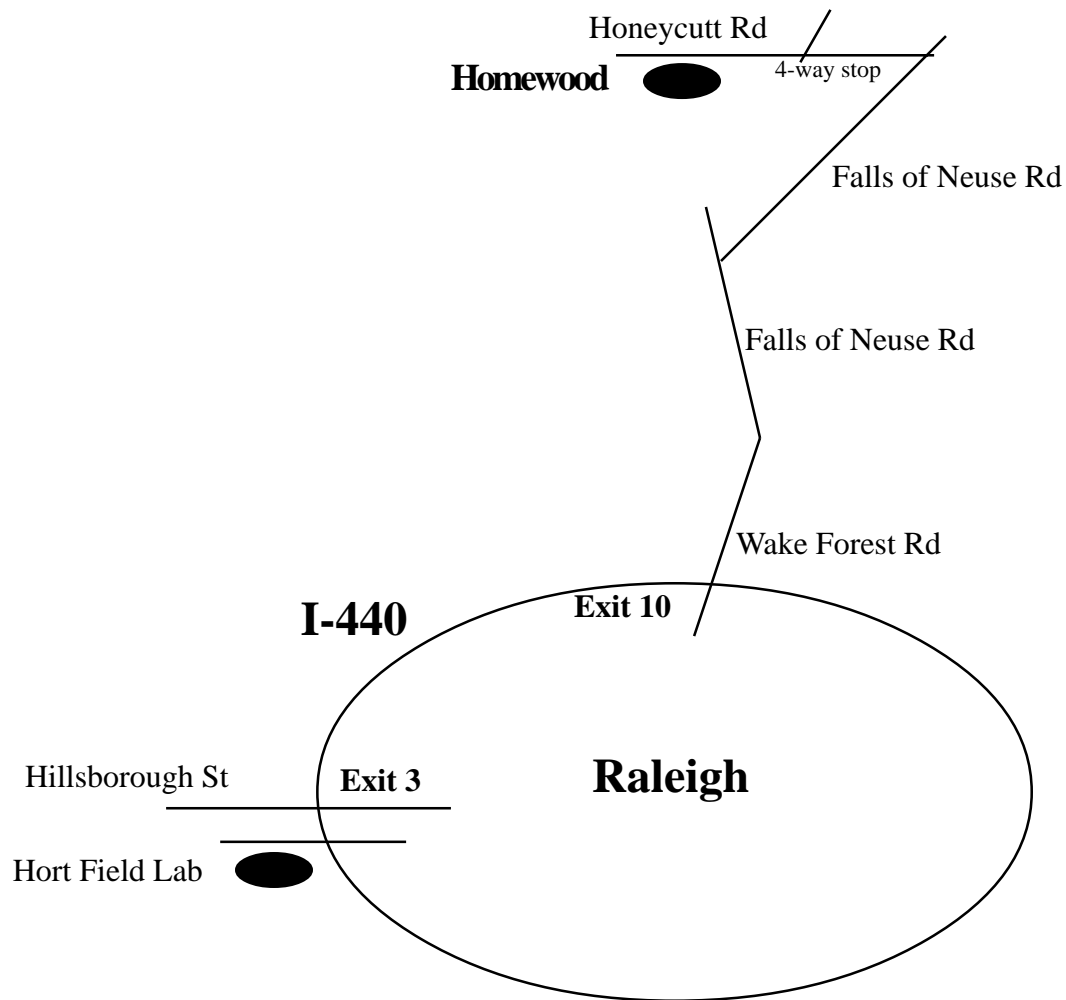 Honeycutt Rd
4-way stop
Homewood
Falls of Neuse Rd
Falls of Neuse Rd
Wake Forest Rd
Exit 10
I-440
Raleigh
Hillsborough St
Exit 3
Hort Field Lab